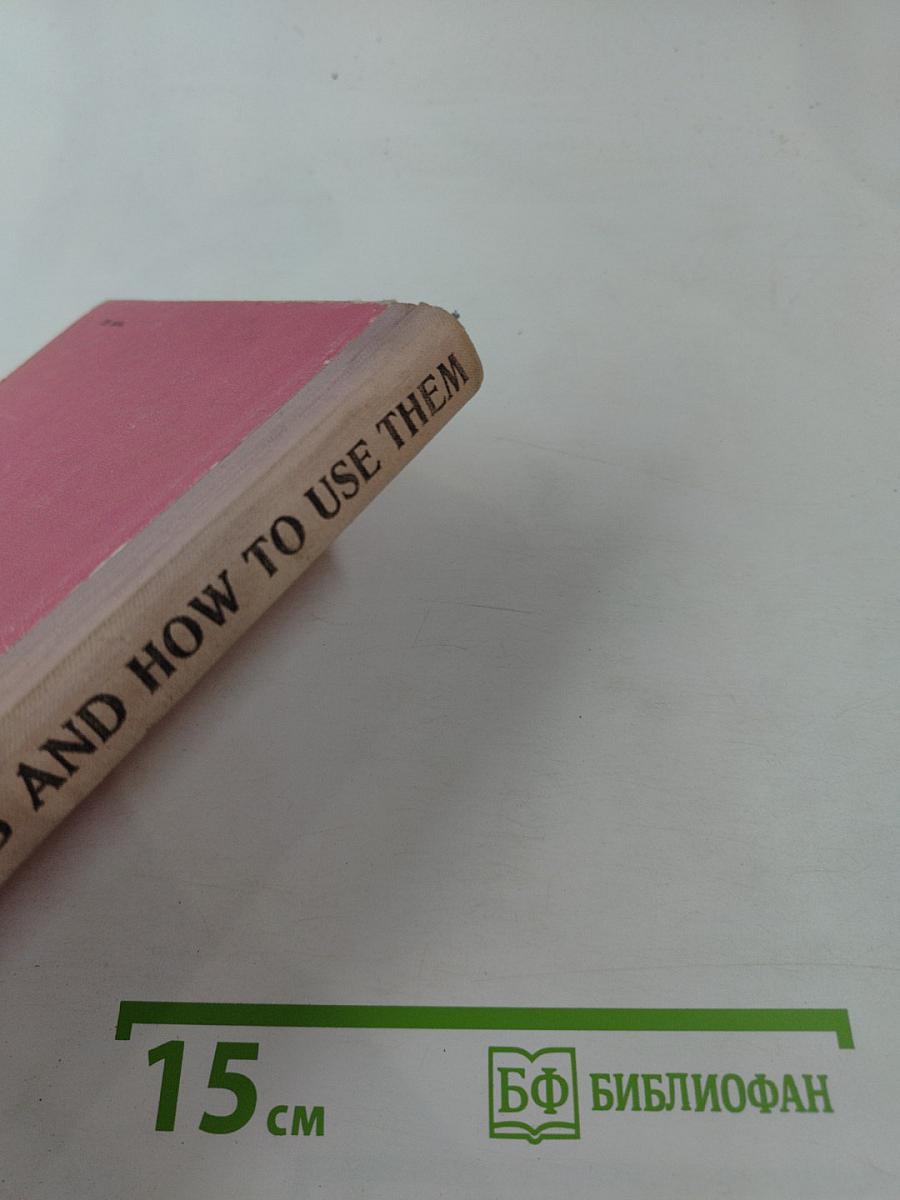 AND HOW TO USE THEM
15 см
БФ БИБЛИОФАН